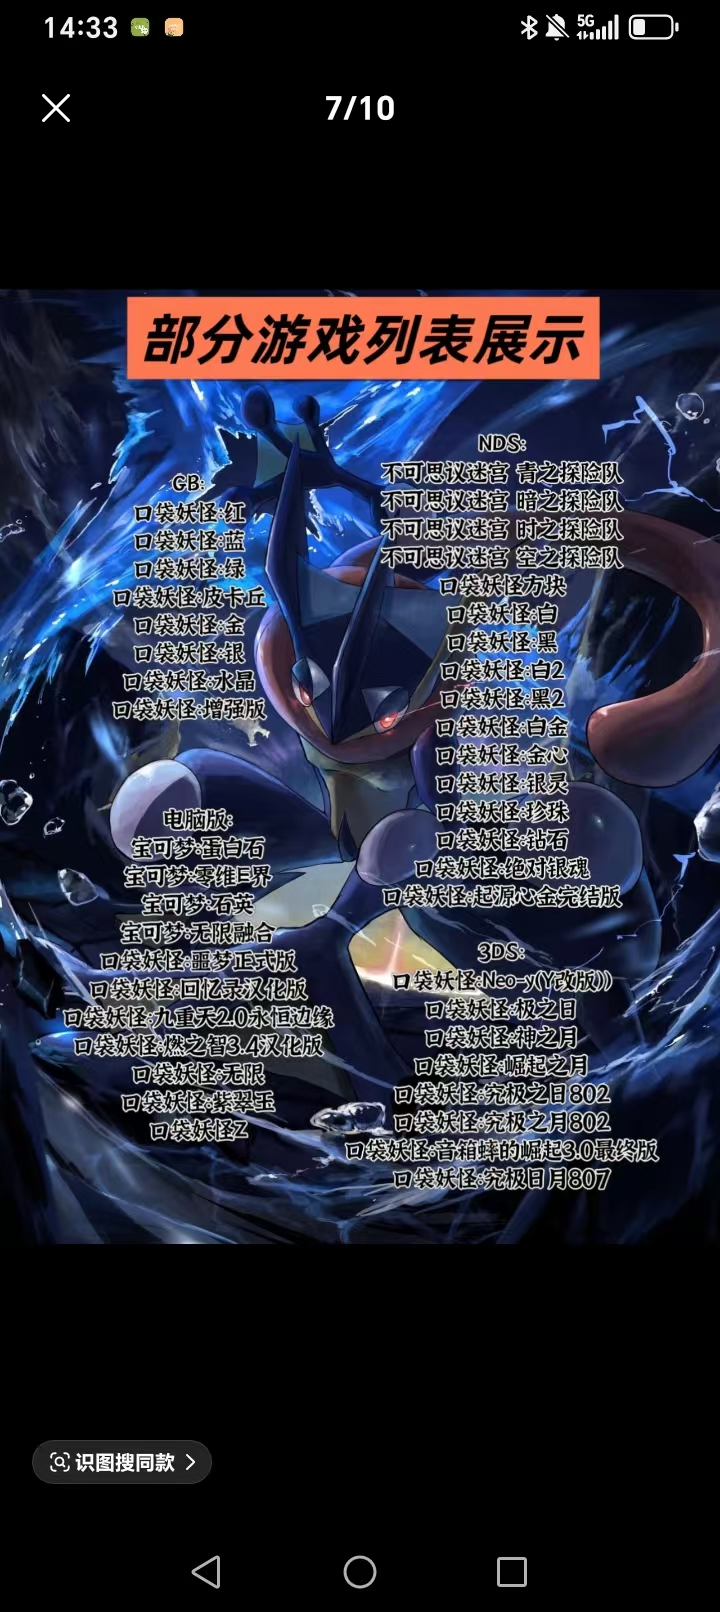 14:33
5G
7/10
部分游戏列表展示
GB:
口袋妖怪:红
口袋妖怪:蓝
口袋妖怪:绿
口袋妖怪:皮卡丘
口袋妖怪:金
口袋妖怪:银
口袋妖怪:水晶
口袋妖怪:增强版
电脑版:
宝可梦:蛋白石
宝可梦:零维E界
宝可梦:石英
宝可梦:无限融合
口袋妖怪:噩梦正式版
口袋妖怪:回忆录汉化版
口袋妖怪:九重天2.0永恒边缘
口袋妖怪:燃之智3.4汉化版
口袋妖怪:无限
口袋妖怪:紫翠玉
口袋妖怪Z
NDS:
不可思议迷宫 青之探险队
不可思议迷宫 暗之探险队
不可思议迷宫 时之探险队
不可思议迷宫 空之探险队
口袋妖怪方块
口袋妖怪:白
口袋妖怪:黑
口袋妖怪:白2
口袋妖怪:黑2
口袋妖怪:白金
口袋妖怪:金心
口袋妖怪:银灵
口袋妖怪:珍珠
口袋妖怪:钻石
口袋妖怪:绝对银魂
口袋妖怪:起源心金完结版
3DS:
口袋妖怪:Neo-y(Y改版))
口袋妖怪:极之日
口袋妖怪:神之月
口袋妖怪:崛起之月
口袋妖怪:究极之日802
口袋妖怪:究极之月802
口袋妖怪:音箱蟀的崛起3.0最终版
口袋妖怪:究极日月807
识图搜同款